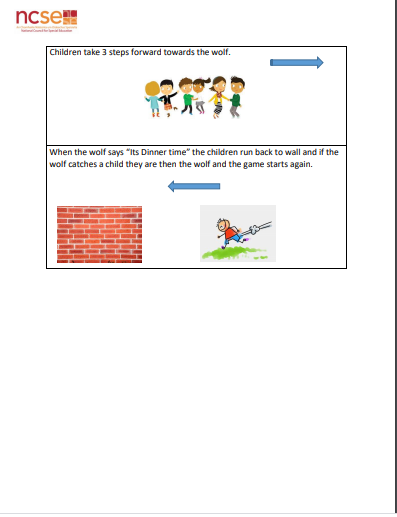 ncse
National Council for Special Education
Children take 3 steps forward towards the wolf.
When the wolf says “Its Dinner time” the children run back to wall and if the
wolf catches a child they are then the wolf and the game starts again.